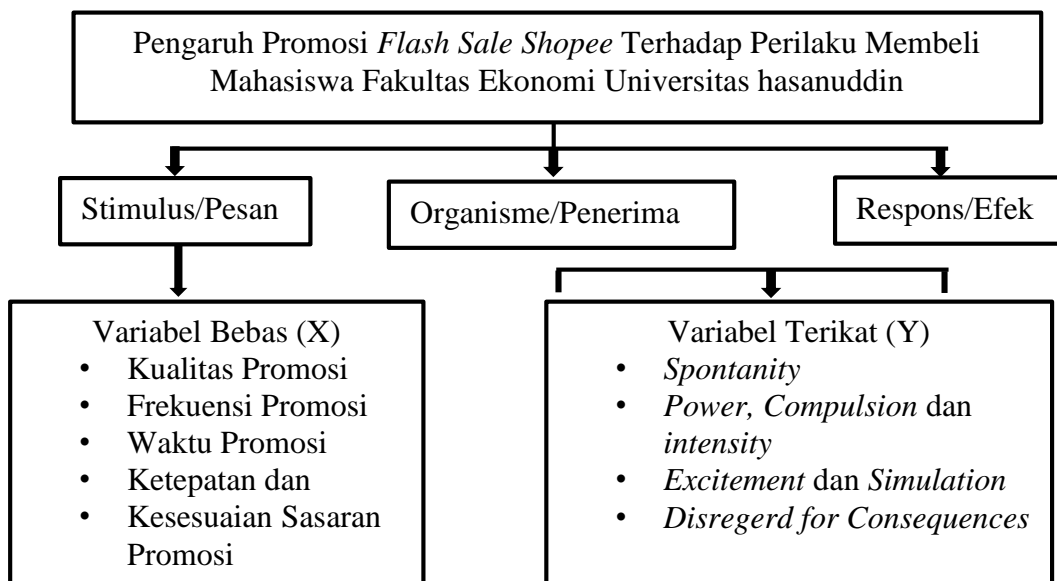 Pengaruh Promosi Flash Sale Shopee Terhadap Perilaku Membeli
Mahasiswa Fakultas Ekonomi Universitas hasanuddin
Stimulus/Pesan
Organisme/Penerima
Respons/Efek
Variabel Bebas (X)
• Kualitas Promosi
• Frekuensi Promosi
• Waktu Promosi
• Ketepatan dan
• Kesesuaian Sasaran
Promosi
Variabel Terikat (Y)
• Spontanity
• Power, Compulsion dan
intensity
• Excitement dan Simulation
• Disregerd for Consequences